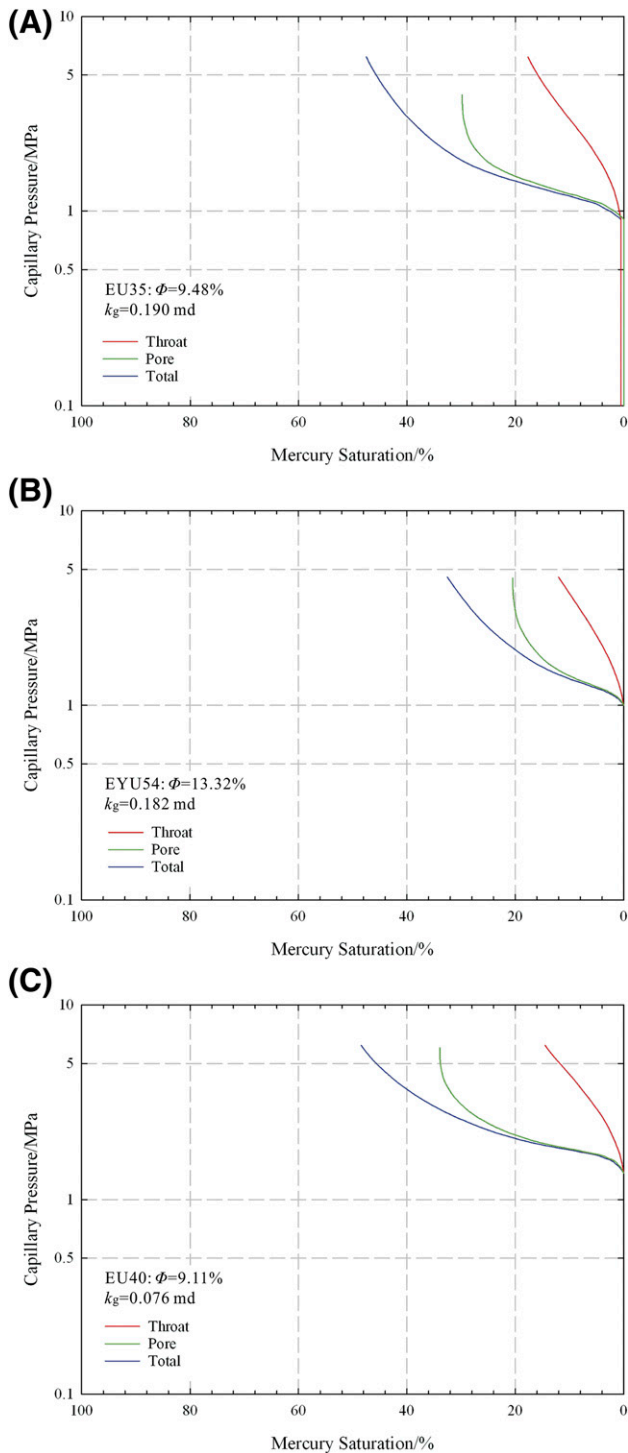 (A)
10
5
1
0.5
0.1
Capillary Pressure/MPa
EU35: Φ=9.48%
kg=0.190 md
Throat
Pore
Total
100 80 60 40 20 0
Mercury Saturation/%
(B)
10
5
1
0.5
0.1
Capillary Pressure/MPa
EYU54: Φ=13.32%
kg=0.182 md
Throat
Pore
Total
100 80 60 40 20 0
Mercury Saturation/%
(C)
10
5
1
0.5
0.1
Capillary Pressure/MPa
EU40: Φ=9.11%
kg=0.076 md
Throat
Pore
Total
100 80 60 40 20 0
Mercury Saturation/%